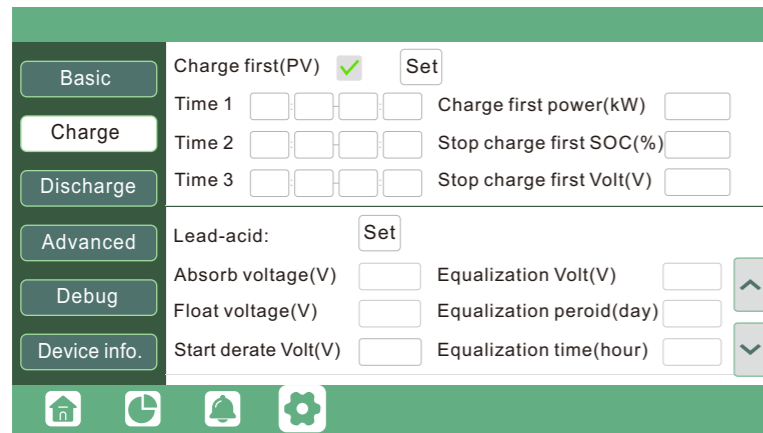 Basic
Charge
Discharge
Advanced
Debug
Device info.
Charge first(PV) Set
Time 1 : - : Charge first power(kW)
Time 2 : - : Stop charge first SOC(%)
Time 3 : - : Stop charge first Volt(V)
Lead-acid: Set
Absorb voltage(V) Equalization Volt(V)
Float voltage(V) Equalization peroid(day)
Start derate Volt(V) Equalization time(hour)